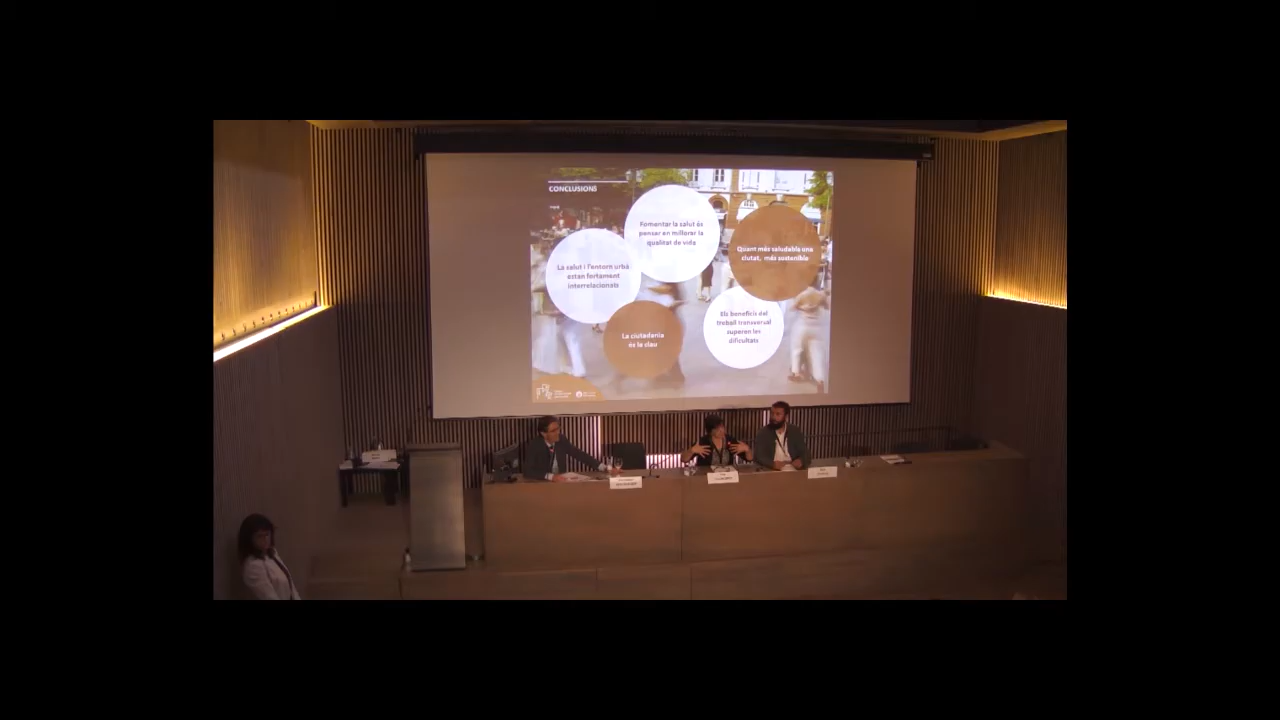 CONCLUSIONS
Fomentar la salut és
pensar en millorar la
qualitat de vida
Quant més saludable una
ciutat, més sostenible
La salut i l'entorn urbà
estan fortament
interrelacionats
Els beneficis del
treball transversal
superen les
dificultats
La ciutadania
és la clau